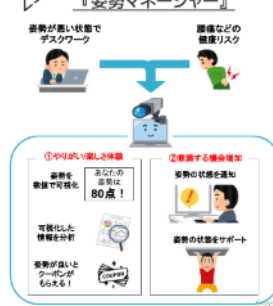 『姿勢マネージャー』
姿勢が悪い状態で
デスクワーク
腰痛などの
健康リスク
①やりがい/楽しさ体験
姿勢を
数値で可視化
あなたの
姿勢は
80点！
可視化した
情報を分析
姿勢が良いと
クーポンが
もらえる！
COUPON
②意識する機会増加
姿勢の状態を通知
姿勢の状態をサポート